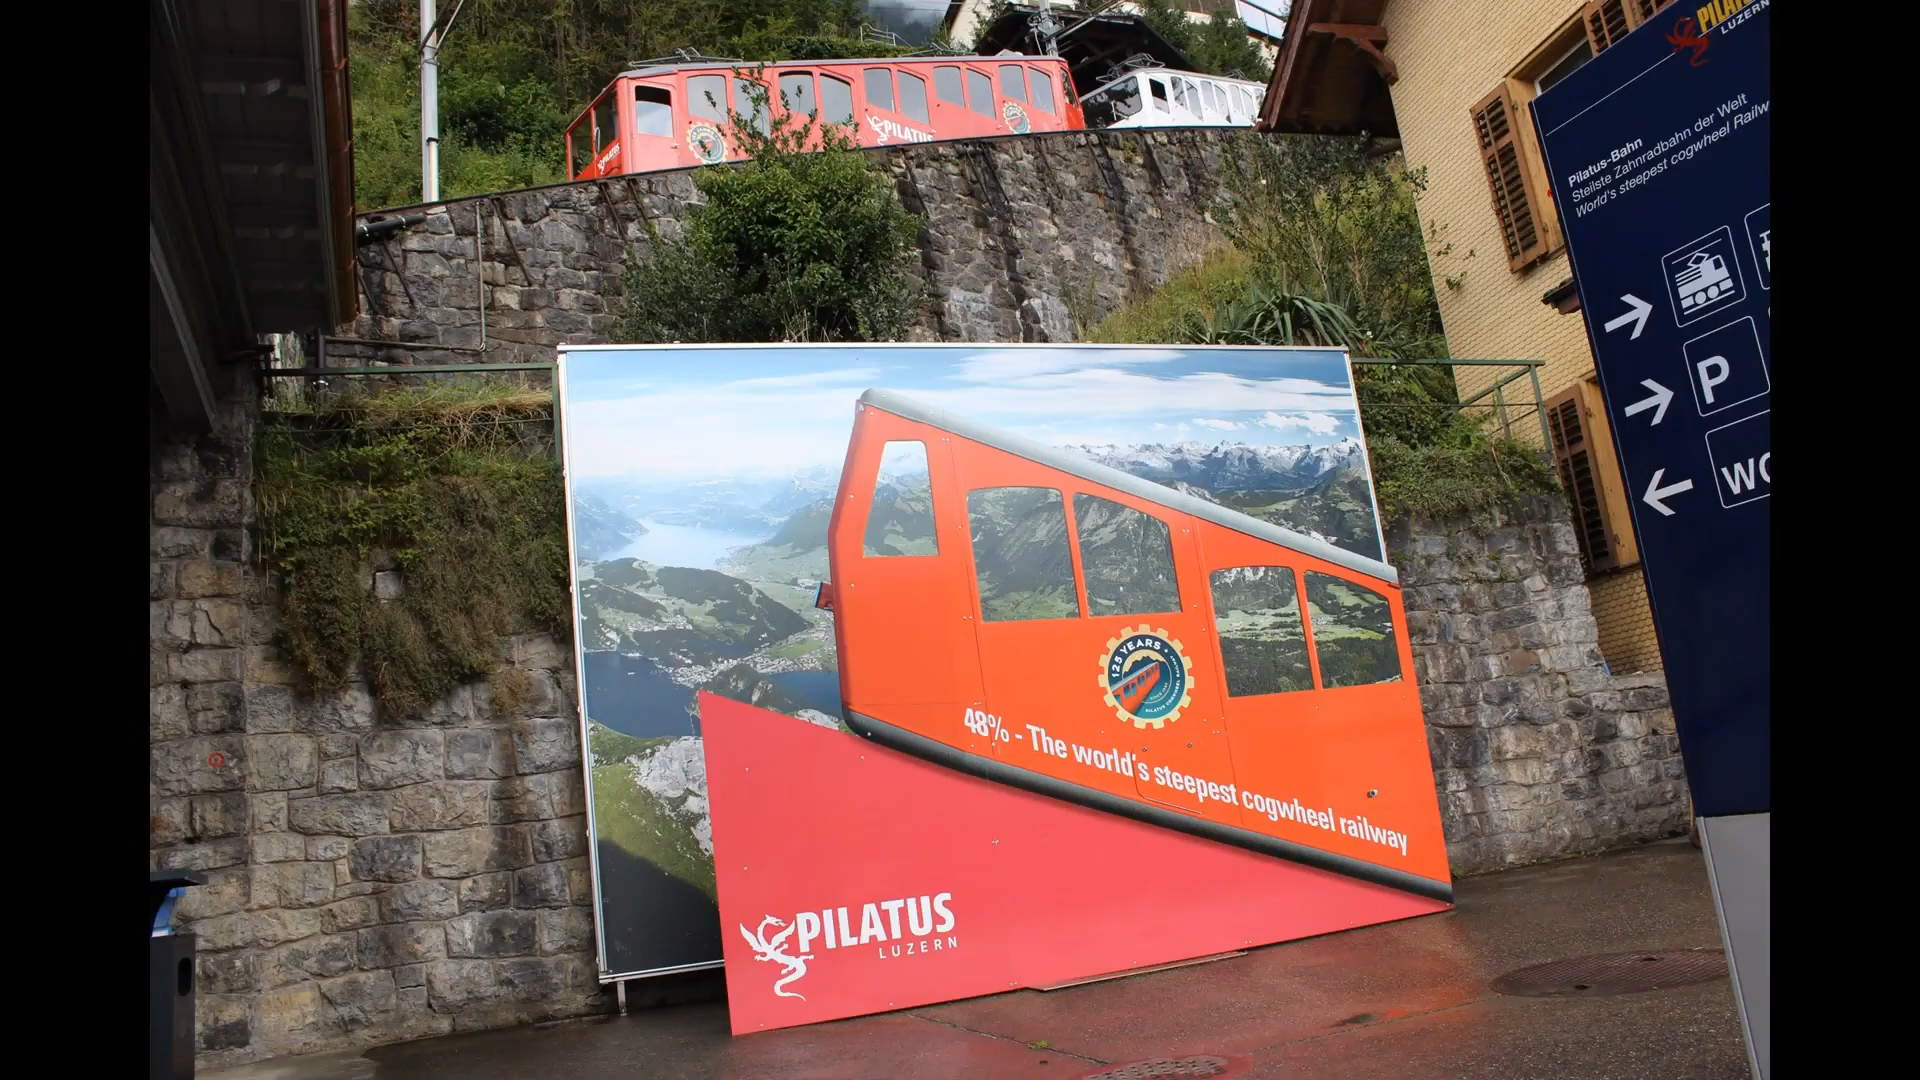 PILATUS
PILATUS
PILAT
LUZERN
Pilatus-Bahn
Steilste Zahnradbahn der Welt
World's steepest cogwheel Railw
P
WC
125 YEARS
48% - The world's steepest cogwheel railway
PILATUS
LUZERN